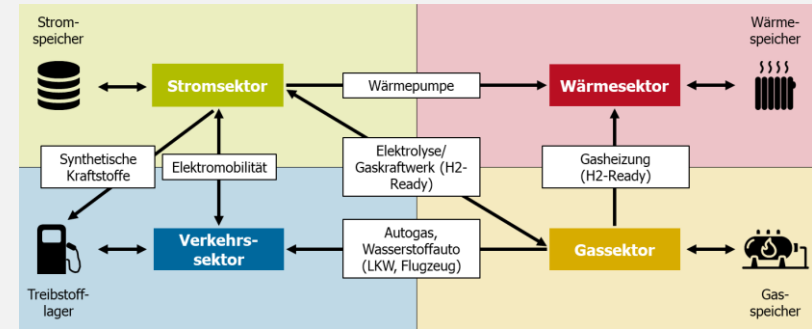 Strom-
speicher
Stromsektor
Wärmepumpe
Wärmesektor
Wärme-
speicher
Synthetische
Kraftstoffe
Elektromobilität
Elektrolyse/
Gaskraftwerk (H2-
Ready)
Gasheizung
(H2-Ready)
Treibstoff-
lager
Verkehrs-
sektor
Autogas,
Wasserstoffauto
(LKW, Flugzeug)
Gassektor
Gas-
speicher